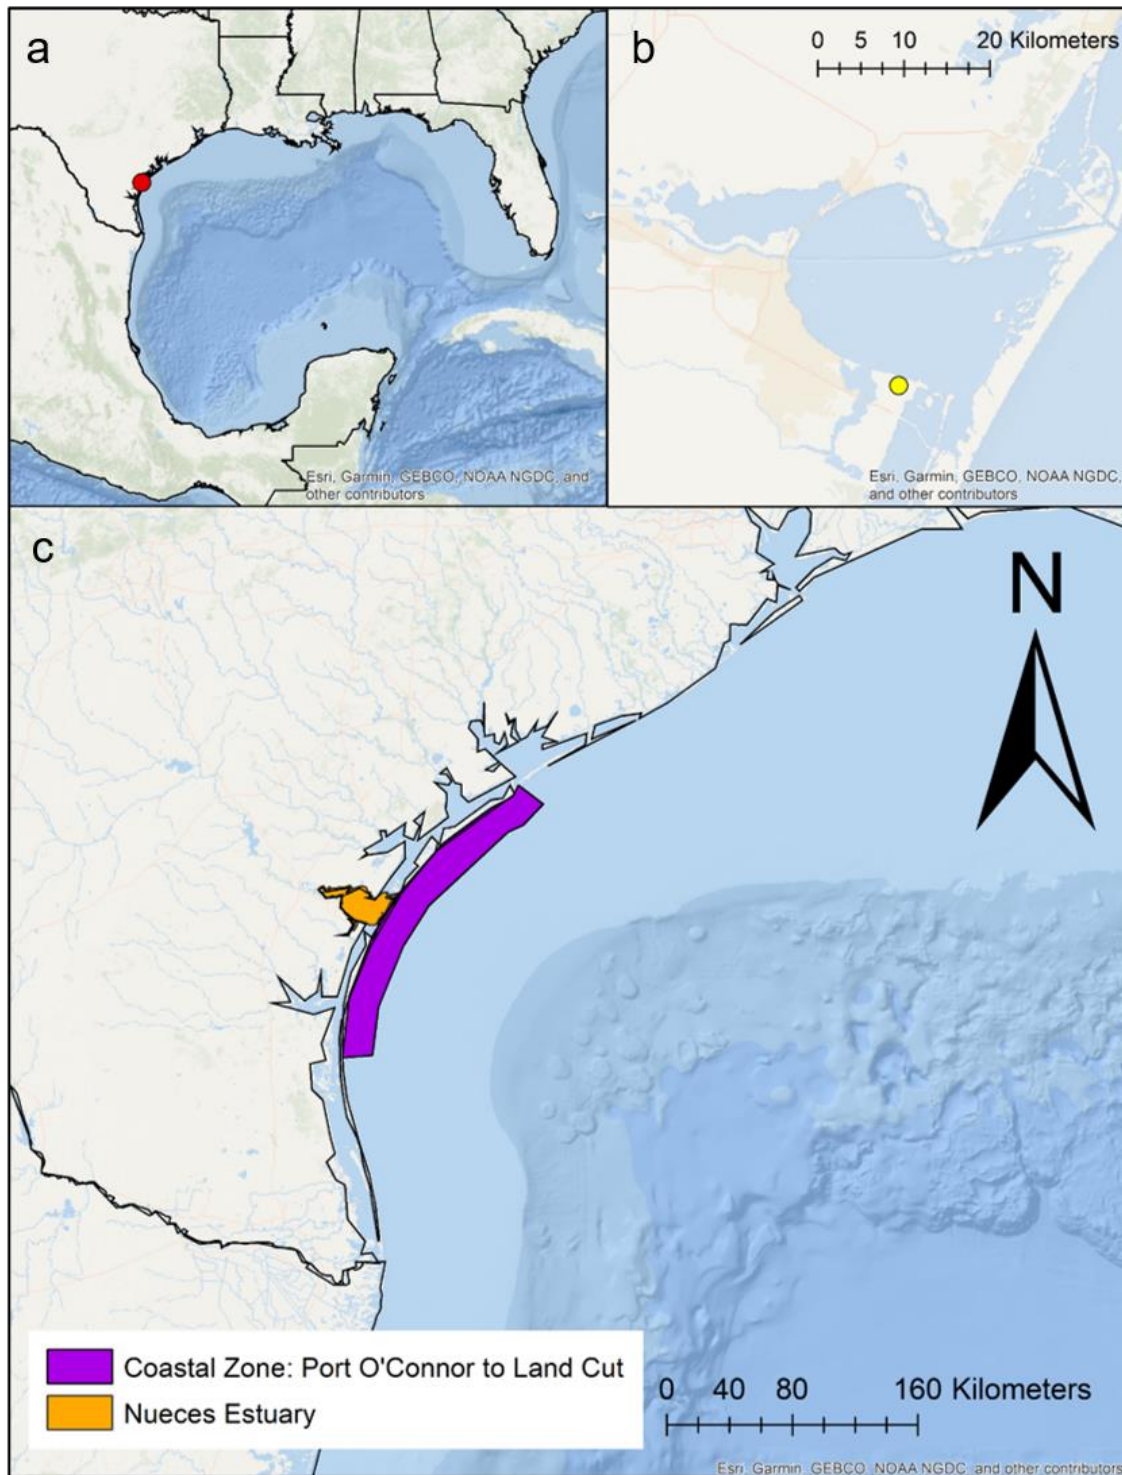 a
Esri, Garmin, GEBCO, NOAA NGDC, and
other contributors
b
0 5 10 20 Kilometers
Esri, Garmin, GEBCO, NOAA NGDC,
and other contributors
c
N
Coastal Zone: Port O'Connor to Land Cut
Nueces Estuary
0 40 80 160 Kilometers
Esri, Garmin, GEBCO, NOAA NGDC, and other contributors